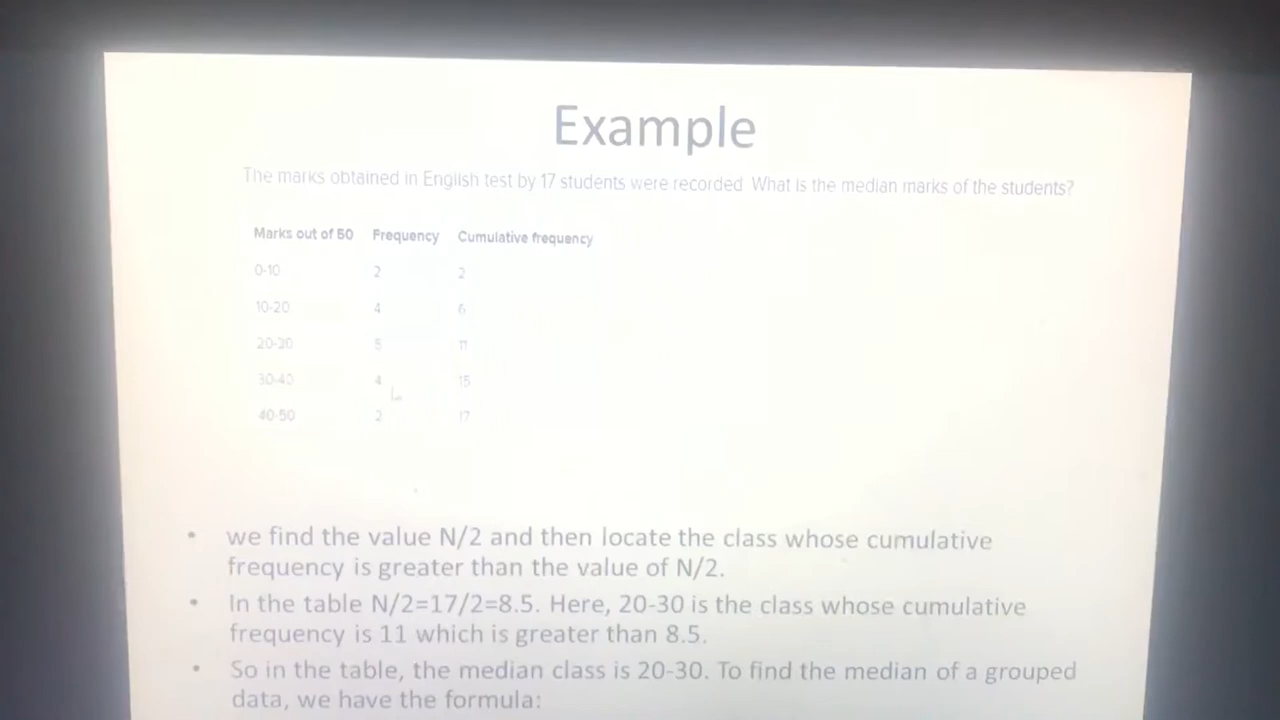 Example
The marks obtained in English test by 17 students were recorded. What is the median marks of the students?
Marks out of 50 Frequency Cumulative frequency
0-10 2 2
10-20 4 6
20-30 5 11
30-40 4 15
40-50 2 17
• we find the value N/2 and then locate the class whose cumulative
frequency is greater than the value of N/2.
• In the table N/2=17/2=8.5. Here, 20-30 is the class whose cumulative
frequency is 11 which is greater than 8.5.
• So in the table, the median class is 20-30. To find the median of a grouped
data, we have the formula: